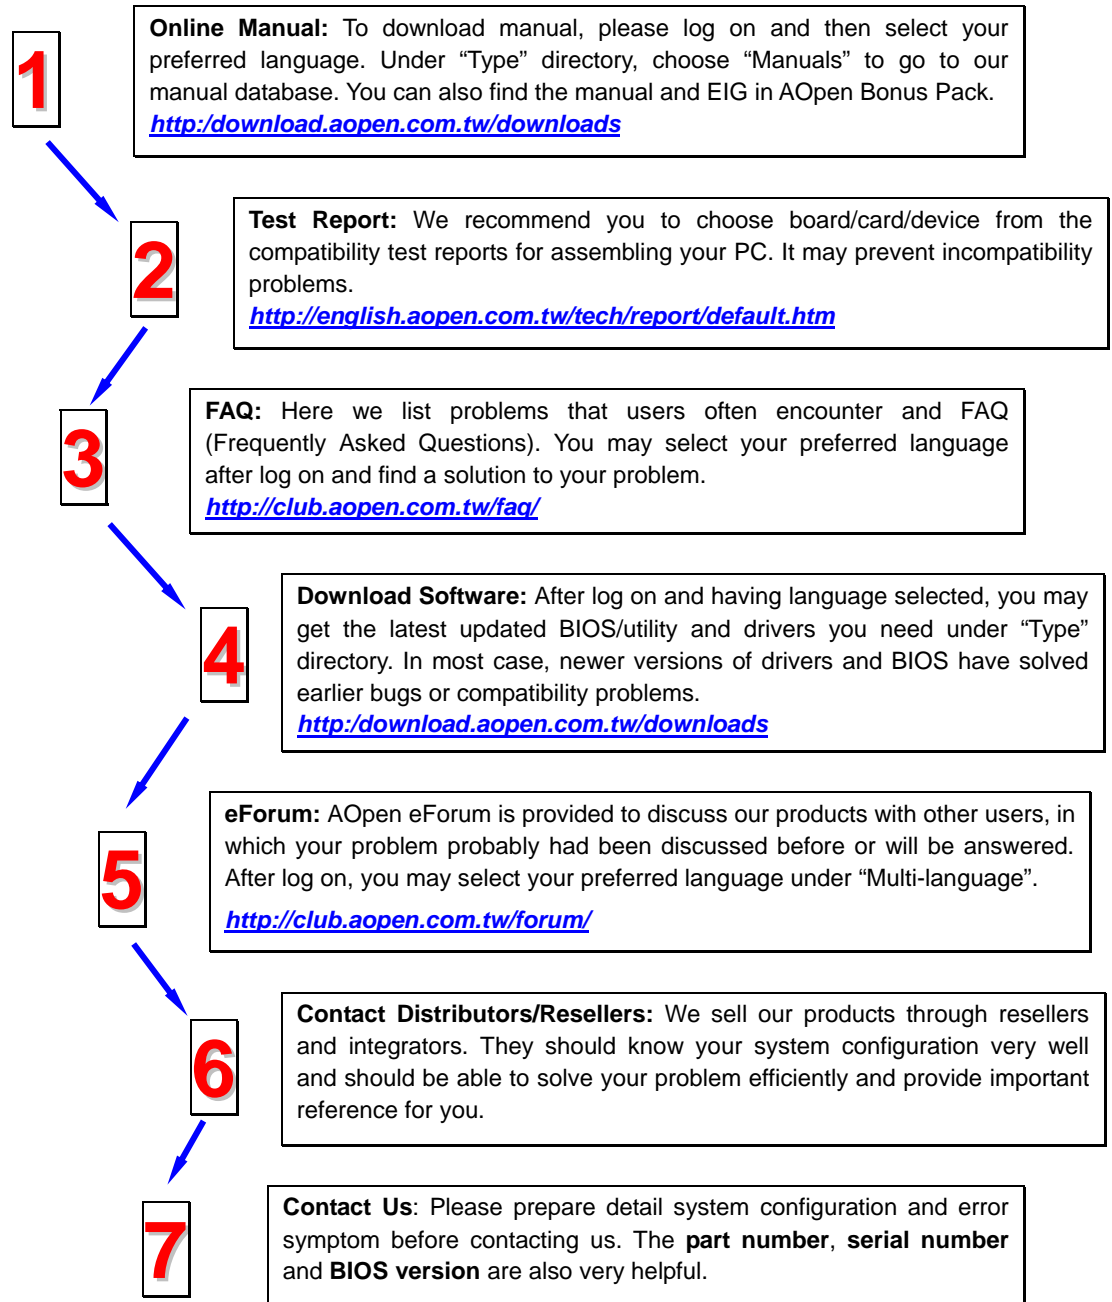 1
Online Manual: To download manual, please log on and then select your
preferred language. Under “Type” directory, choose “Manuals” to go to our
manual database. You can also find the manual and EIG in AOpen Bonus Pack.
http:/download.aopen.com.tw/downloads
2
Test Report: We recommend you to choose board/card/device from the
compatibility test reports for assembling your PC. It may prevent incompatibility
problems.
http://english.aopen.com.tw/tech/report/default.htm
3
FAQ: Here we list problems that users often encounter and FAQ
(Frequently Asked Questions). You may select your preferred language
after log on and find a solution to your problem.
http://club.aopen.com.tw/faq/
4
Download Software: After log on and having language selected, you may
get the latest updated BIOS/utility and drivers you need under “Type”
directory. In most case, newer versions of drivers and BIOS have solved
earlier bugs or compatibility problems.
http:/download.aopen.com.tw/downloads
5
eForum: AOpen eForum is provided to discuss our products with other users, in
which your problem probably had been discussed before or will be answered.
After log on, you may select your preferred language under “Multi-language”.
http://club.aopen.com.tw/forum/
6
Contact Distributors/Resellers: We sell our products through resellers
and integrators. They should know your system configuration very well
and should be able to solve your problem efficiently and provide important
reference for you.
7
Contact Us: Please prepare detail system configuration and error
symptom before contacting us. The part number, serial number
and BIOS version are also very helpful.